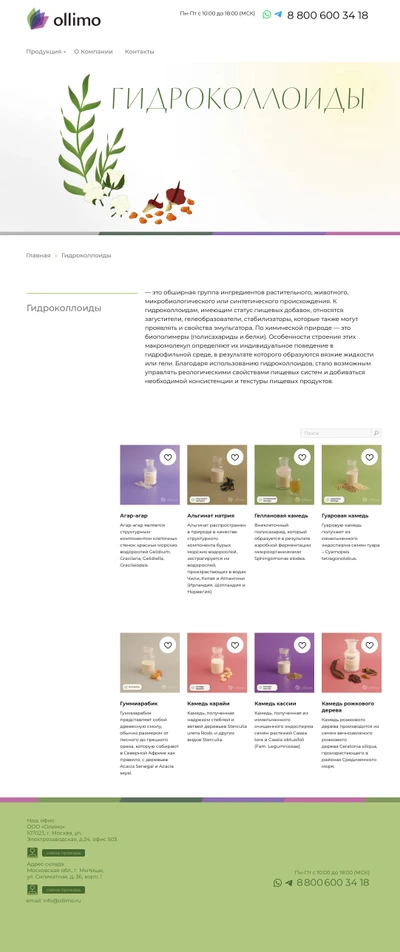 ollimo
Пн-Пт с 10:00 до 18:00 (МСК)
8 800 600 34 18
Продукция
О Компании
Контакты
ГИДРОКОЛЛОИДЫ
Главная
Гидроколлоиды
Гидроколлоиды
— это обширная группа ингредиентов растительного, животного,
микробиологического или синтетического происхождения. К
гидроколлоидам, имеющим статус пищевых добавок, относятся
загустители, гелеобразователи, стабилизаторы, которые также могут
проявлять и свойства эмульгатора. По химической природе — это
биополимеры (полисахариды и белки). Особенности строения этих
макромолекул определяют их индивидуальное поведение в
гидрофильной среде, в результате которого образуются вязкие жидкости
или гели. Благодаря использованию гидроколлоидов, стало возможным
управлять реологическими свойствами пищевых систем и добиваться
необходимой консистенции и текстуры пищевых продуктов.
Поиск
Агар-агар
Агар-агар является
структурным
компонентом клеточных
стенок красных морских
водорослей Gelidium,
Gracilaria, Gelidiella,
Gracilariopsis.
Альгинат натрия
Альгинат распространен
в природе в качестве
структурного
компонента бурых
морских водорослей,
экстрагируется из
водорослей,
произрастающих в водах
Чили, Китая и Атлантики
(Ирландия, Шотландия и
Норвегия)
Геллановая камедь
Внеклеточный
полисахарид, который
образуется в результате
аэробной ферментации
микроорганизмами
Sphingomonas elodea.
Гуаровая камедь
Гуаровую камедь
получают из
измельченного
эндосперма семян гуара
- Cyamopsis
tetragonolobus.
Гуммиарабик
Гуммиарабик
представляет собой
древесную смолу,
обычно размером от
лесного до грецкого
ореха, которую собирают
в Северной Африке как
правило, с деревьев
Acacia Senegal и Acacia
seyal.
Камедь карайи
Камедь, полученная
надрезом стеблей и
ветвей деревьев Sterculia
urens Roxb. и других
видов Sterculia.
Камедь кассии
Камедь, полученная из
измельченного
очищенного эндосперма
семян растений Cassia
tora и Cassia obtusifoli
(Fam. Leguminosae).
Камедь рожкового
дерева
Камедь рожкового
дерева производится из
семян вечнозеленого
рожкового
дерева Ceratonia siliqua,
произрастающего в
районах Средиземного
моря.
Наш офис:
ООО «Олимо»
107023, г. Москва, ул.
Электрозаводская, д.24, офис 503
схема проезда
Адрес склада:
Московская обл., г. Мытищи,
ул. Силикатная, д. 36, корп. 1
схема проезда
email: info@ollimo.ru
Пн-Пт с 10:00 до 18:00 (МСК)
8 800 600 34 18